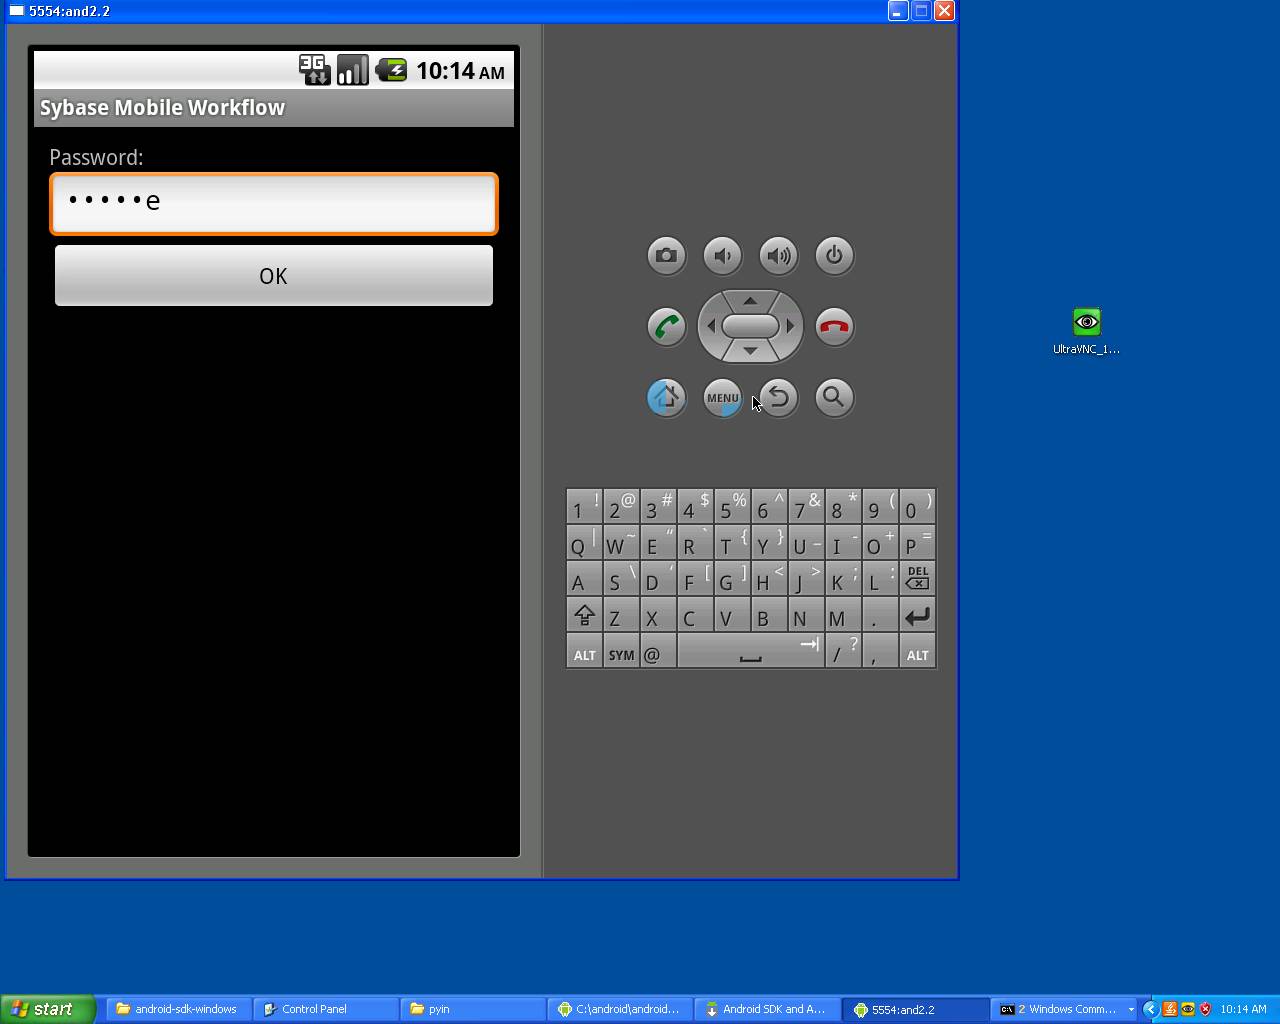 5554:and2.2
3G 10:14 AM
Sybase Mobile Workflow
Password:
•••••e
OK
MENU
UltraVNC_1...
1 ! 2 @ 3 # 4 $ 5 % 6 ^ 7 & 8 * 9 ( 0 )
Q | W ~ E " R ` T { Y } U _ I - O + P =
A S \ D ' F [ G ] H < J > K ; L : DEL
Z X C V B N M .
ALT SYM @ / ? , ALT
start android-sdk-windows Control Panel pyin C:\android\android... Android SDK and A... 5554:and2.2 2 Windows Comm... 10:14 AM